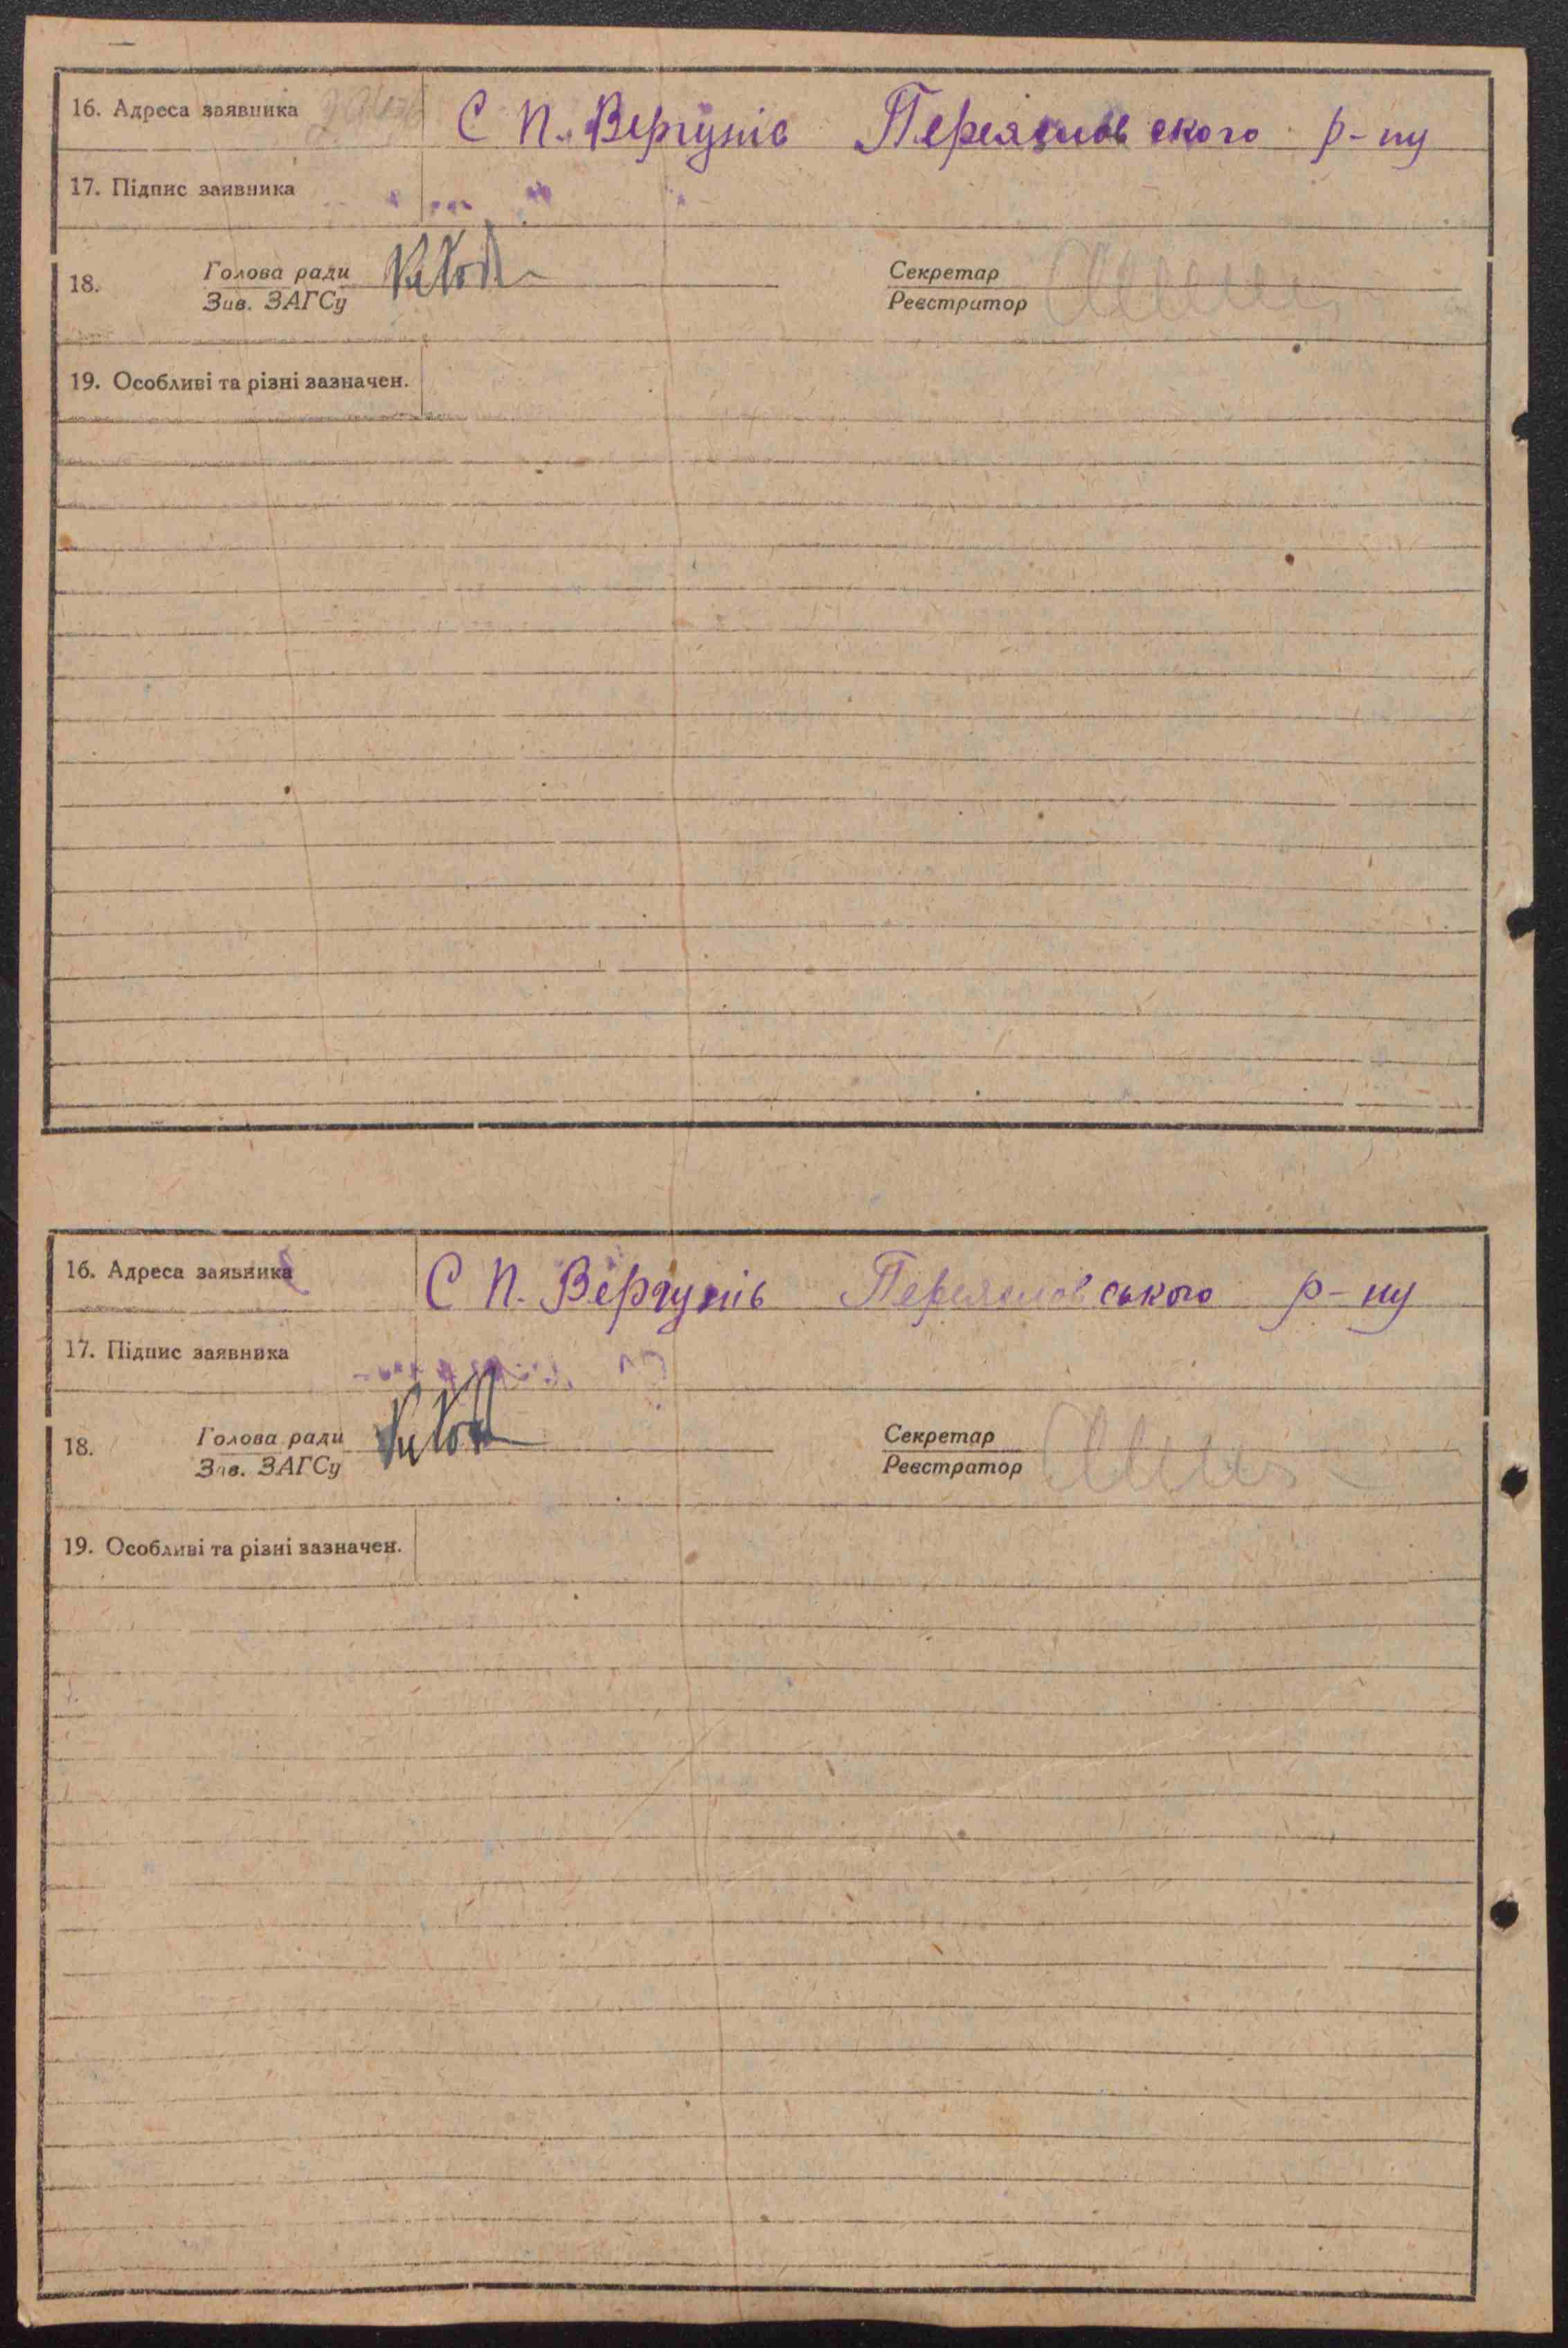 16. Адреса заявника С П. Вергунів Переяславського р-ну
17. Підпис заявника
18. Голова ради Секретар
Зав. ЗАГСу Реєстратор
19. Особливі та різні зазначен.
16. Адреса заявника С П. Вергунів Переяславського р-ну
17. Підпис заявника
18. Голова ради Секретар
Зав. ЗАГСу Реєстратор
19. Особливі та різні зазначен.